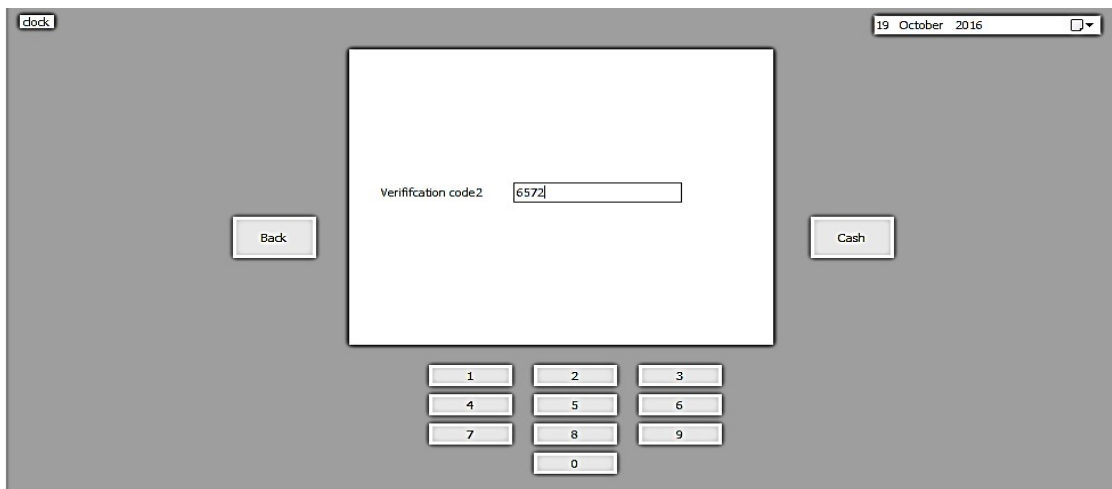 clock
19 October 2016
Verififcation code2 6572
Back
Cash
1 2 3
4 5 6
7 8 9
0